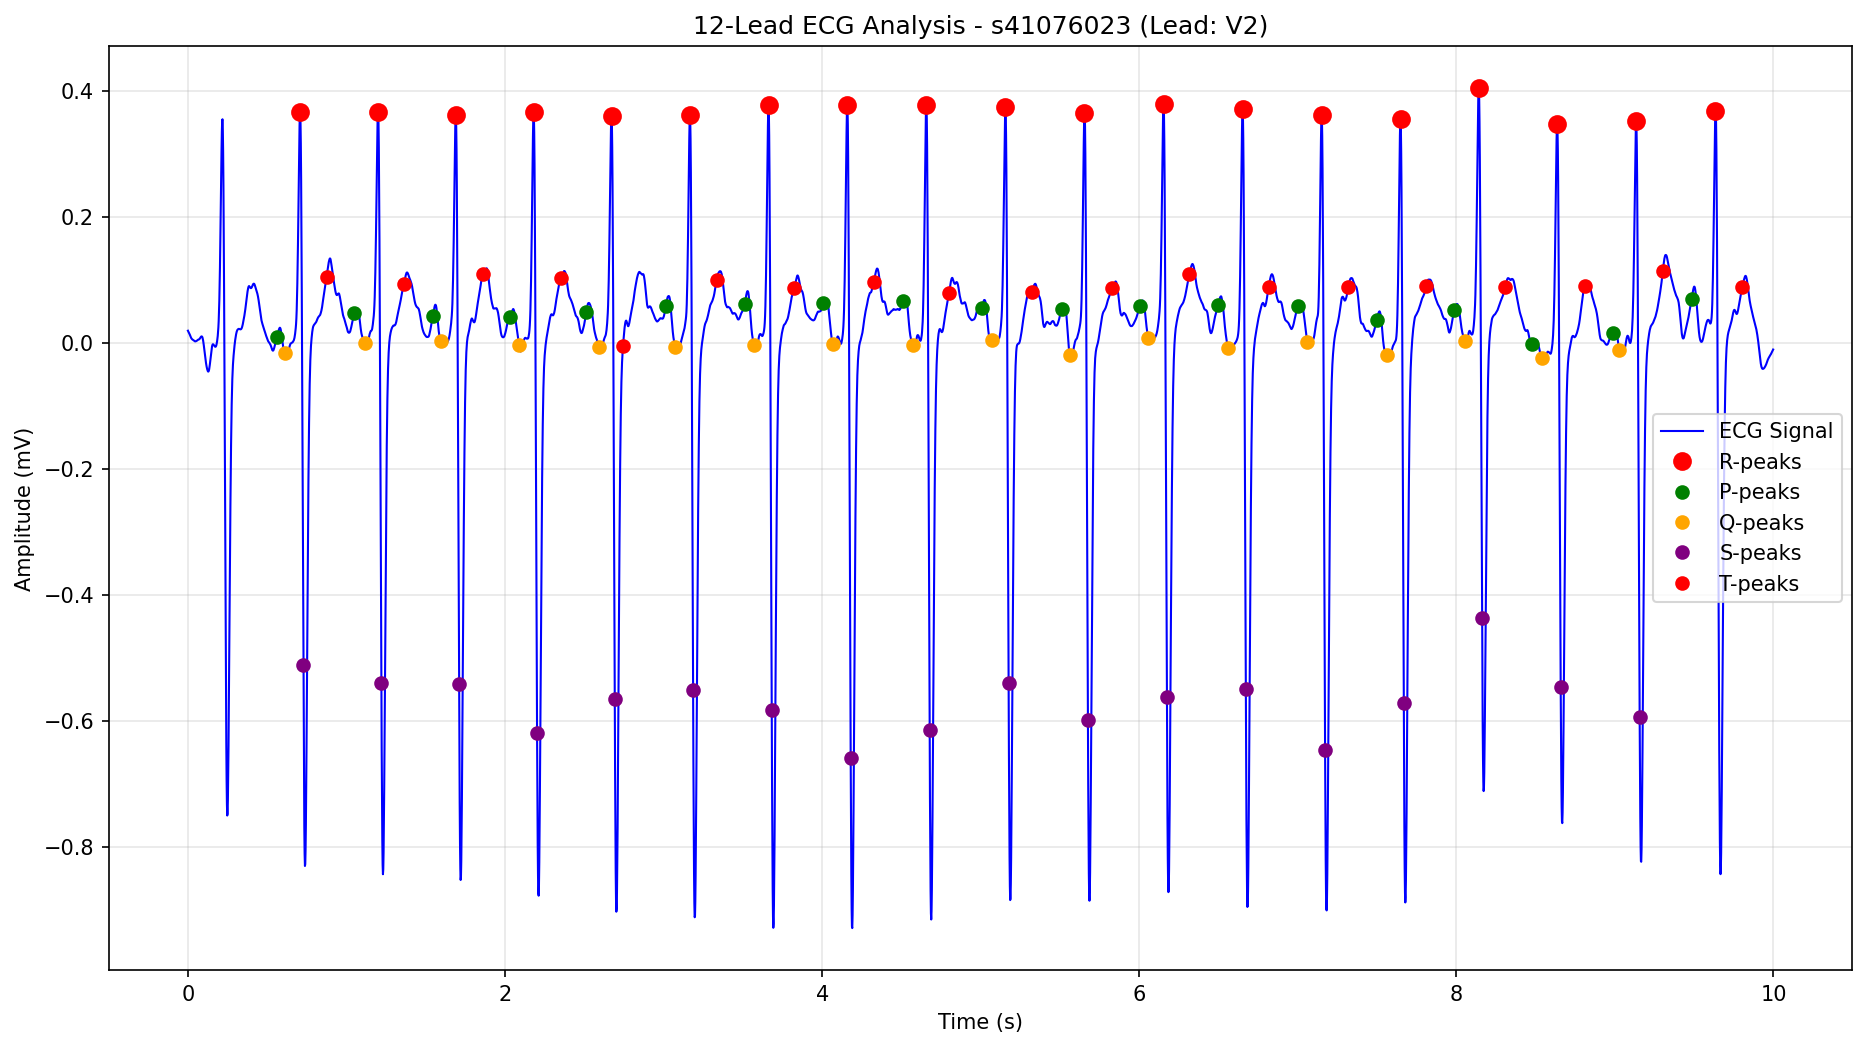 12-Lead ECG Analysis - s41076023 (Lead: V2)
Amplitude (mV)
0.4
0.2
0.0
−0.2
−0.4
−0.6
−0.8
ECG Signal
R-peaks
P-peaks
Q-peaks
S-peaks
T-peaks
0 2 4 6 8 10
Time (s)